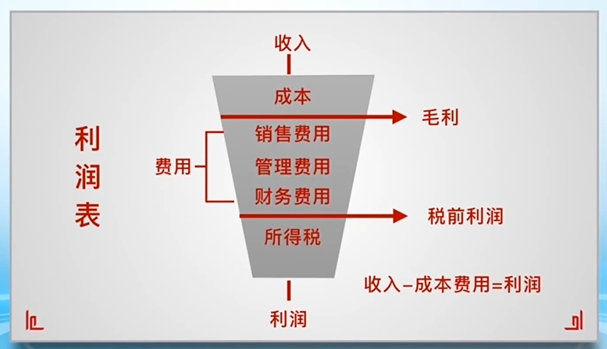 收入
成本
毛利
利润表
费用
销售费用
管理费用
财务费用
税前利润
所得税
收入-成本费用=利润
利润